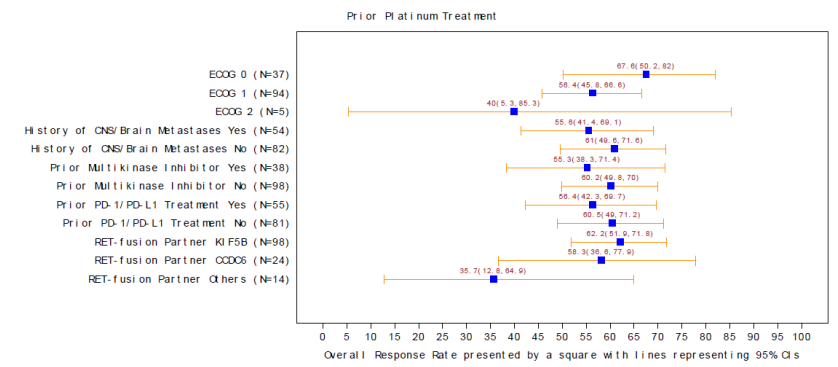 Prior Platinum Treatment
ECOG 0 (N=37) 67.6(50.2, 82)
ECOG 1 (N=94) 56.4(45.8, 66.6)
ECOG 2 (N=5) 40(5.3, 85.3)
History of CNS/Brain Metastases Yes (N=54) 55.6(41.4, 69.1)
History of CNS/Brain Metastases No (N=82) 61(49.6, 71.6)
Prior Multikinase Inhibitor Yes (N=38) 55.3(38.3, 71.4)
Prior Multikinase Inhibitor No (N=98) 60.2(49.8, 70)
Prior PD-1/PD-L1 Treatment Yes (N=55) 56.4(42.3, 69.7)
Prior PD-1/PD-L1 Treatment No (N=81) 60.5(49, 71.2)
RET-fusion Partner KIF5B (N=98) 62.2(51.9, 71.8)
RET-fusion Partner CCDC6 (N=24) 58.3(36.6, 77.9)
RET-fusion Partner Others (N=14) 35.7(12.8, 64.9)
0 5 10 15 20 25 30 35 40 45 50 55 60 65 70 75 80 85 90 95 100
Overall Response Rate presented by a square with lines representing 95% CIs